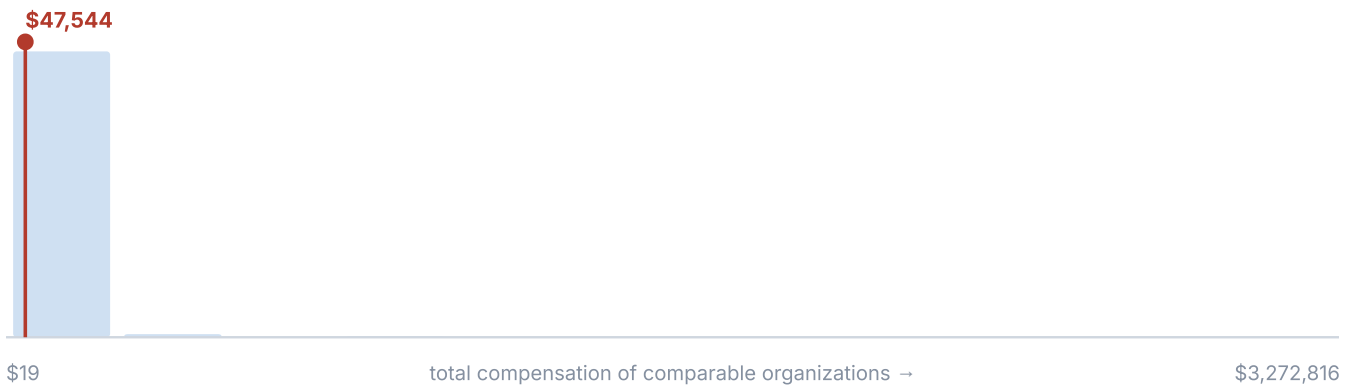 $47,544
$19 total compensation of comparable organizations → $3,272,816